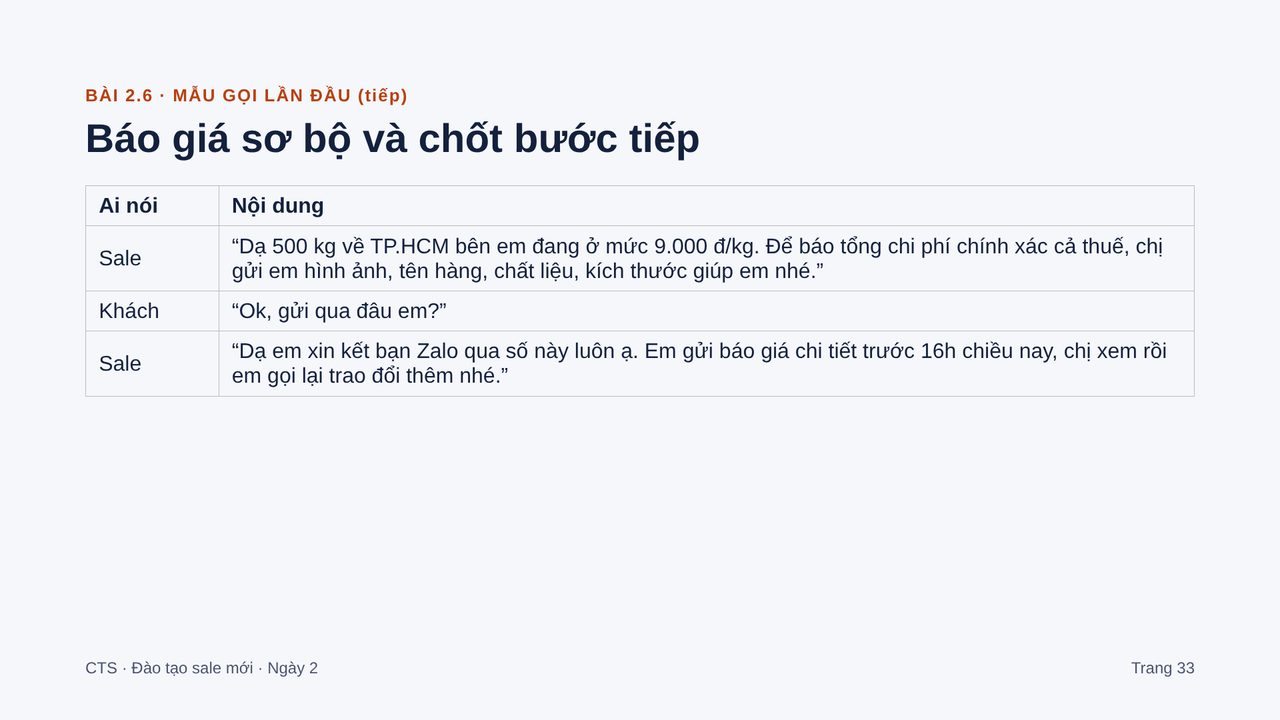 BÀI 2.6 · MẪU GỌI LẦN ĐẦU (tiếp)
Báo giá sơ bộ và chốt bước tiếp
Ai nói
Nội dung
Sale
“Dạ 500 kg về TP.HCM bên em đang ở mức 9.000 đ/kg. Để báo tổng chi phí chính xác cả thuế, chị
gửi em hình ảnh, tên hàng, chất liệu, kích thước giúp em nhé.”
Khách
“Ok, gửi qua đâu em?”
Sale
“Dạ em xin kết bạn Zalo qua số này luôn ạ. Em gửi báo giá chi tiết trước 16h chiều nay, chị xem rồi
em gọi lại trao đổi thêm nhé.”
CTS · Đào tạo sale mới · Ngày 2
Trang 33